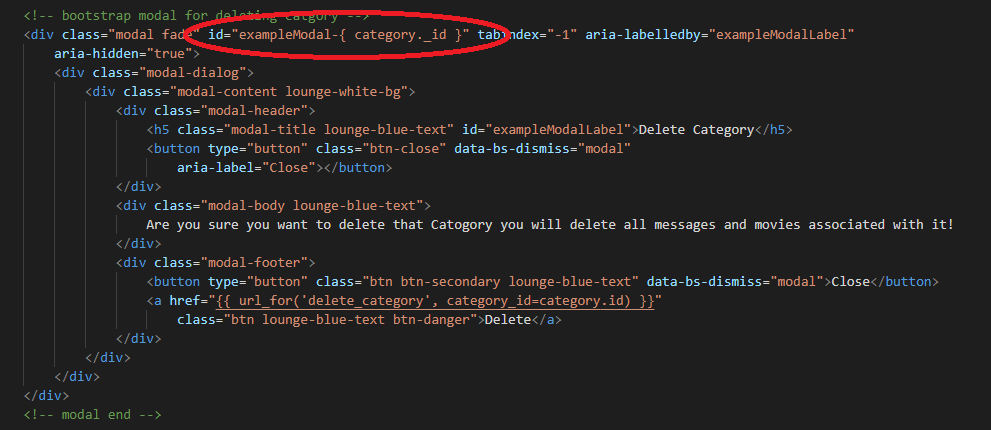 <!-- bootstrap modal for deleting catgory -->
<div class="modal fade" id="exampleModal-{ category._id }" tabindex="-1" aria-labelledby="exampleModalLabel"
aria-hidden="true">
<div class="modal-dialog">
<div class="modal-content lounge-white-bg">
<div class="modal-header">
<h5 class="modal-title lounge-blue-text" id="exampleModalLabel">Delete Category</h5>
<button type="button" class="btn-close" data-bs-dismiss="modal"
aria-label="Close"></button>
</div>
<div class="modal-body lounge-blue-text">
Are you sure you want to delete that Catogory you will delete all messages and movies associated with it!
</div>
<div class="modal-footer">
<button type="button" class="btn btn-secondary lounge-blue-text" data-bs-dismiss="modal">Close</button>
<a href="{{ url_for('delete_category', category_id=category.id) }}"
class="btn lounge-blue-text btn-danger">Delete</a>
</div>
</div>
</div>
</div>
<!-- modal end -->